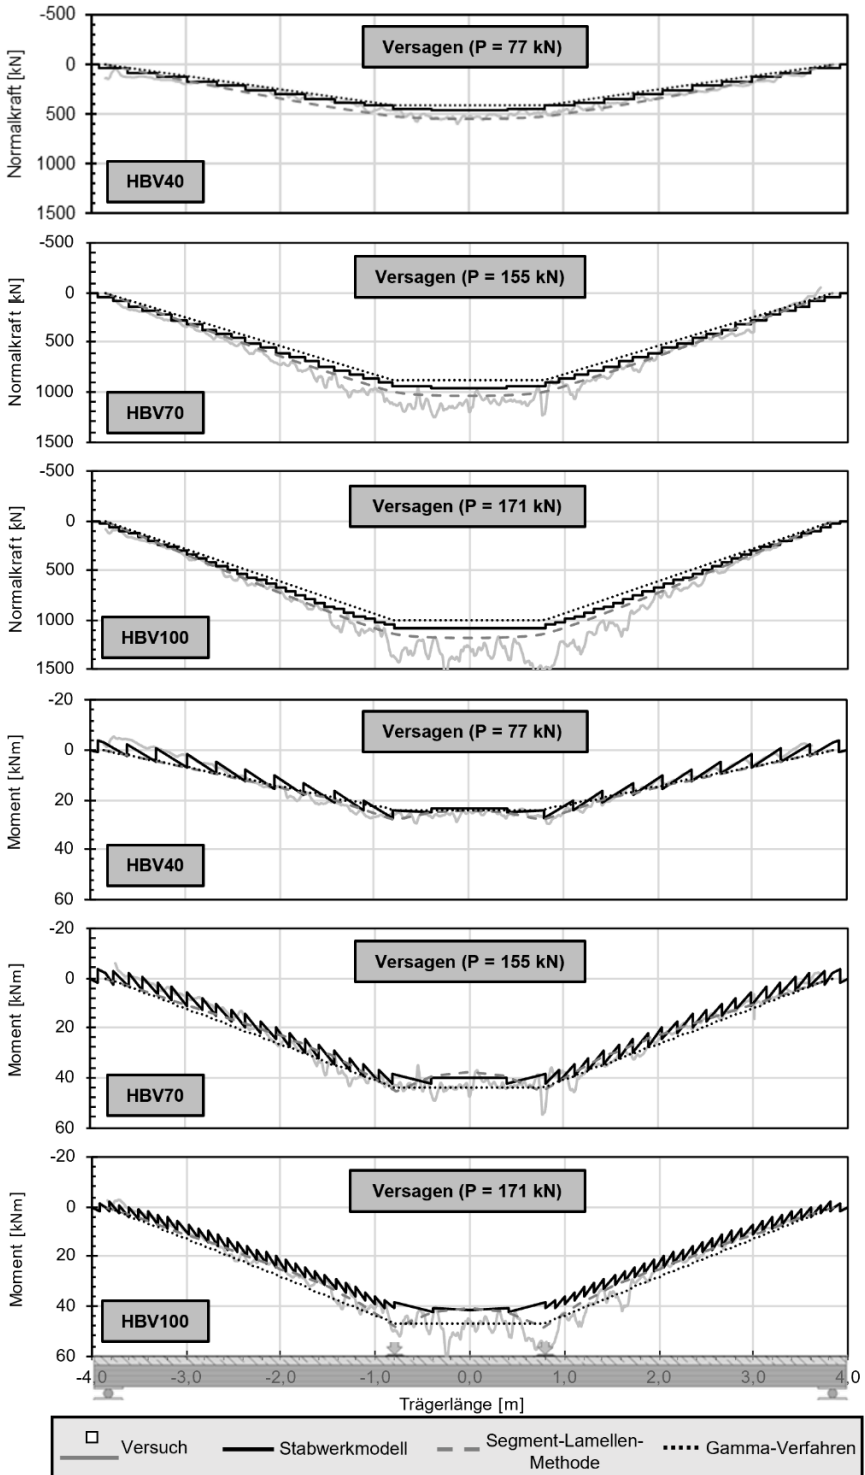 -500
0
500
1000
1500
Normalkraft [kN]
Versagen (P = 77 kN)
HBV40
-500
0
500
1000
1500
Normalkraft [kN]
Versagen (P = 155 kN)
HBV70
-500
0
500
1000
1500
Normalkraft [kN]
Versagen (P = 171 kN)
HBV100
-20
0
20
40
60
Moment [kNm]
Versagen (P = 77 kN)
HBV40
-20
0
20
40
60
Moment [kNm]
Versagen (P = 155 kN)
HBV70
-20
0
20
40
60
Moment [kNm]
Versagen (P = 171 kN)
HBV100
-4,0 -3,0 -2,0 -1,0 0,0 1,0 2,0 3,0 4,0
Trägerlänge [m]
Versuch
Stabwerkmodell
Segment-Lamellen-
Methode
Gamma-Verfahren